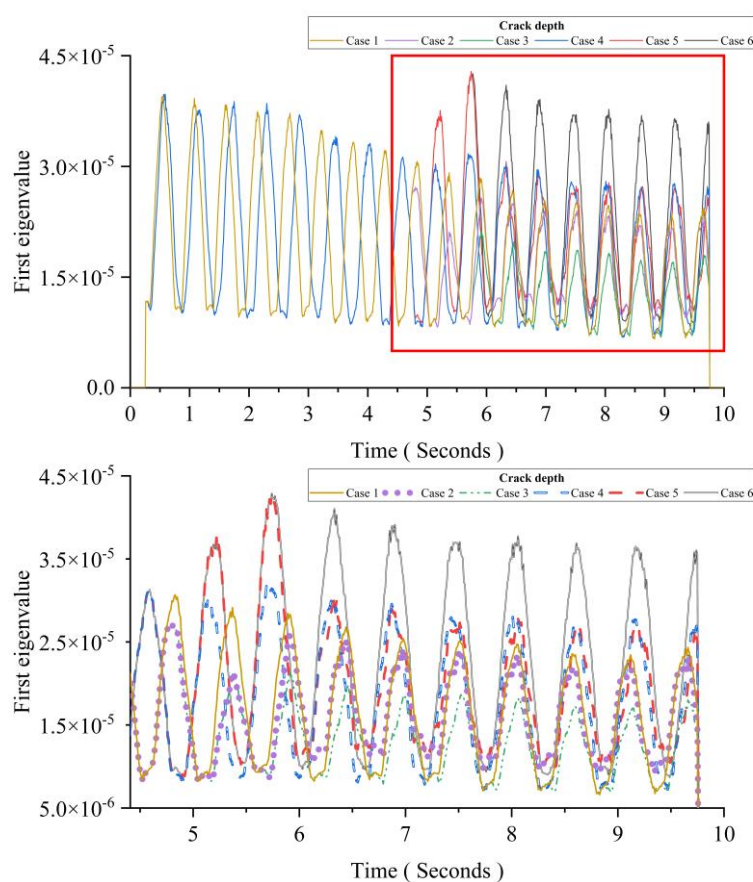 Crack depth
Case 1 Case 2 Case 3 Case 4 Case 5 Case 6
4.5×10⁻⁵
3.0×10⁻⁵
1.5×10⁻⁵
0.0
First eigenvalue
0 1 2 3 4 5 6 7 8 9 10
Time ( Seconds )
Crack depth
Case 1 Case 2 Case 3 Case 4 Case 5 Case 6
4.5×10⁻⁵
3.5×10⁻⁵
2.5×10⁻⁵
1.5×10⁻⁵
5.0×10⁻⁶
First eigenvalue
5 6 7 8 9 10
Time ( Seconds )